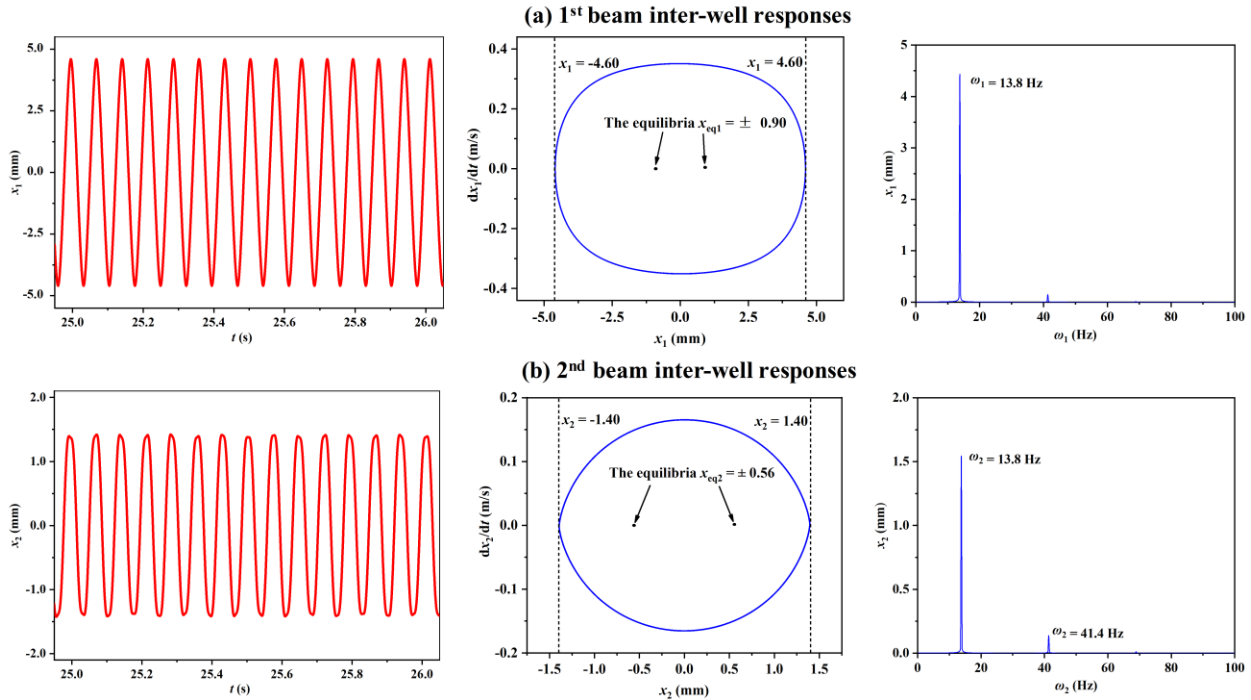 (a) 1st beam inter-well responses
5.0
2.5
0.0
-2.5
-5.0
x1 (mm)
25.0 25.2 25.4 25.6 25.8 26.0
t (s)
0.4
0.2
0.0
-0.2
-0.4
dx1/dt (m/s)
x1 = -4.60
x1 = 4.60
The equilibria xeq1 = ± 0.90
-5.0 -2.5 0.0 2.5 5.0
x1 (mm)
5
4
3
2
1
0
x1 (mm)
ω1 = 13.8 Hz
0 20 40 60 80 100
ω1 (Hz)
(b) 2nd beam inter-well responses
2.0
1.0
0.0
-1.0
-2.0
x2 (mm)
25.0 25.2 25.4 25.6 25.8 26.0
t (s)
0.2
0.1
0.0
-0.1
-0.2
dx2/dt (m/s)
x2 = -1.40
x2 = 1.40
The equilibria xeq2 = ± 0.56
-1.5 -1.0 -0.5 0.0 0.5 1.0 1.5
x2 (mm)
2.0
1.5
1.0
0.5
0.0
x2 (mm)
ω2 = 13.8 Hz
ω2 = 41.4 Hz
0 20 40 60 80 100
ω2 (Hz)